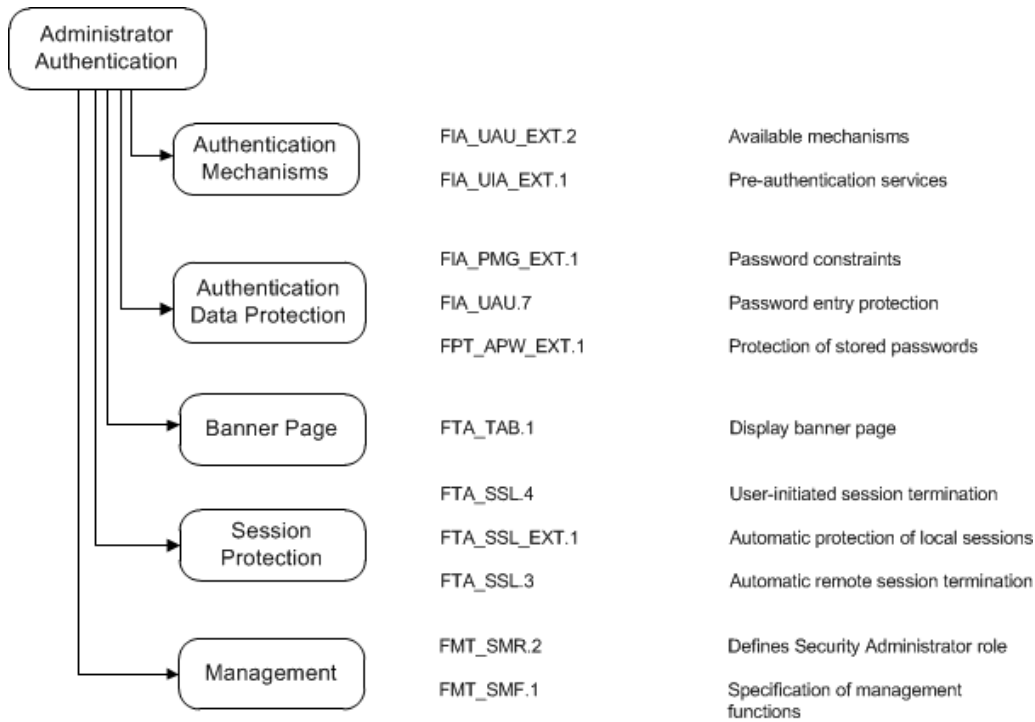 Administrator
Authentication
Authentication
Mechanisms
FIA_UAU_EXT.2 Available mechanisms
FIA_UIA_EXT.1 Pre-authentication services
Authentication
Data Protection
FIA_PMG_EXT.1 Password constraints
FIA_UAU.7 Password entry protection
FPT_APW_EXT.1 Protection of stored passwords
Banner Page FTA_TAB.1 Display banner page
Session
Protection
FTA_SSL.4 User-initiated session termination
FTA_SSL_EXT.1 Automatic protection of local sessions
FTA_SSL.3 Automatic remote session termination
Management
FMT_SMR.2 Defines Security Administrator role
FMT_SMF.1 Specification of management
functions